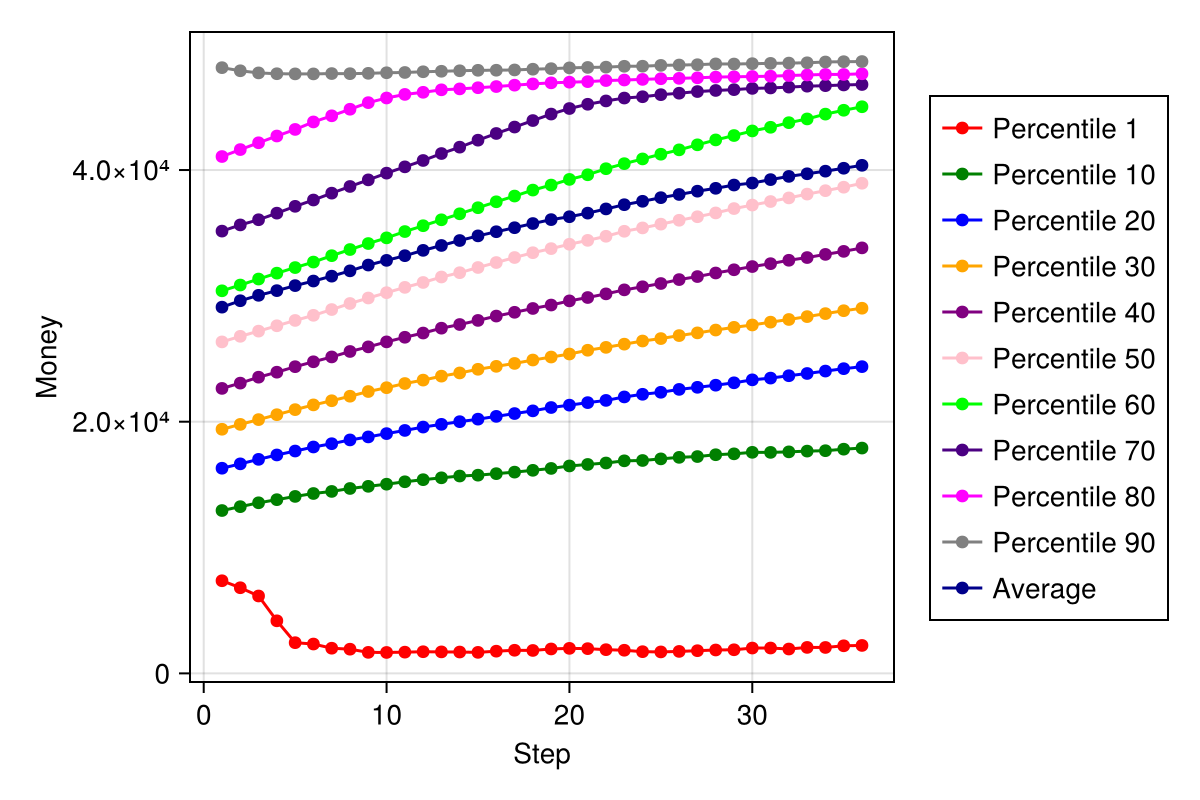 Money
4.0×10⁴
2.0×10⁴
0
0 10 20 30
Step
Percentile 1
Percentile 10
Percentile 20
Percentile 30
Percentile 40
Percentile 50
Percentile 60
Percentile 70
Percentile 80
Percentile 90
Average